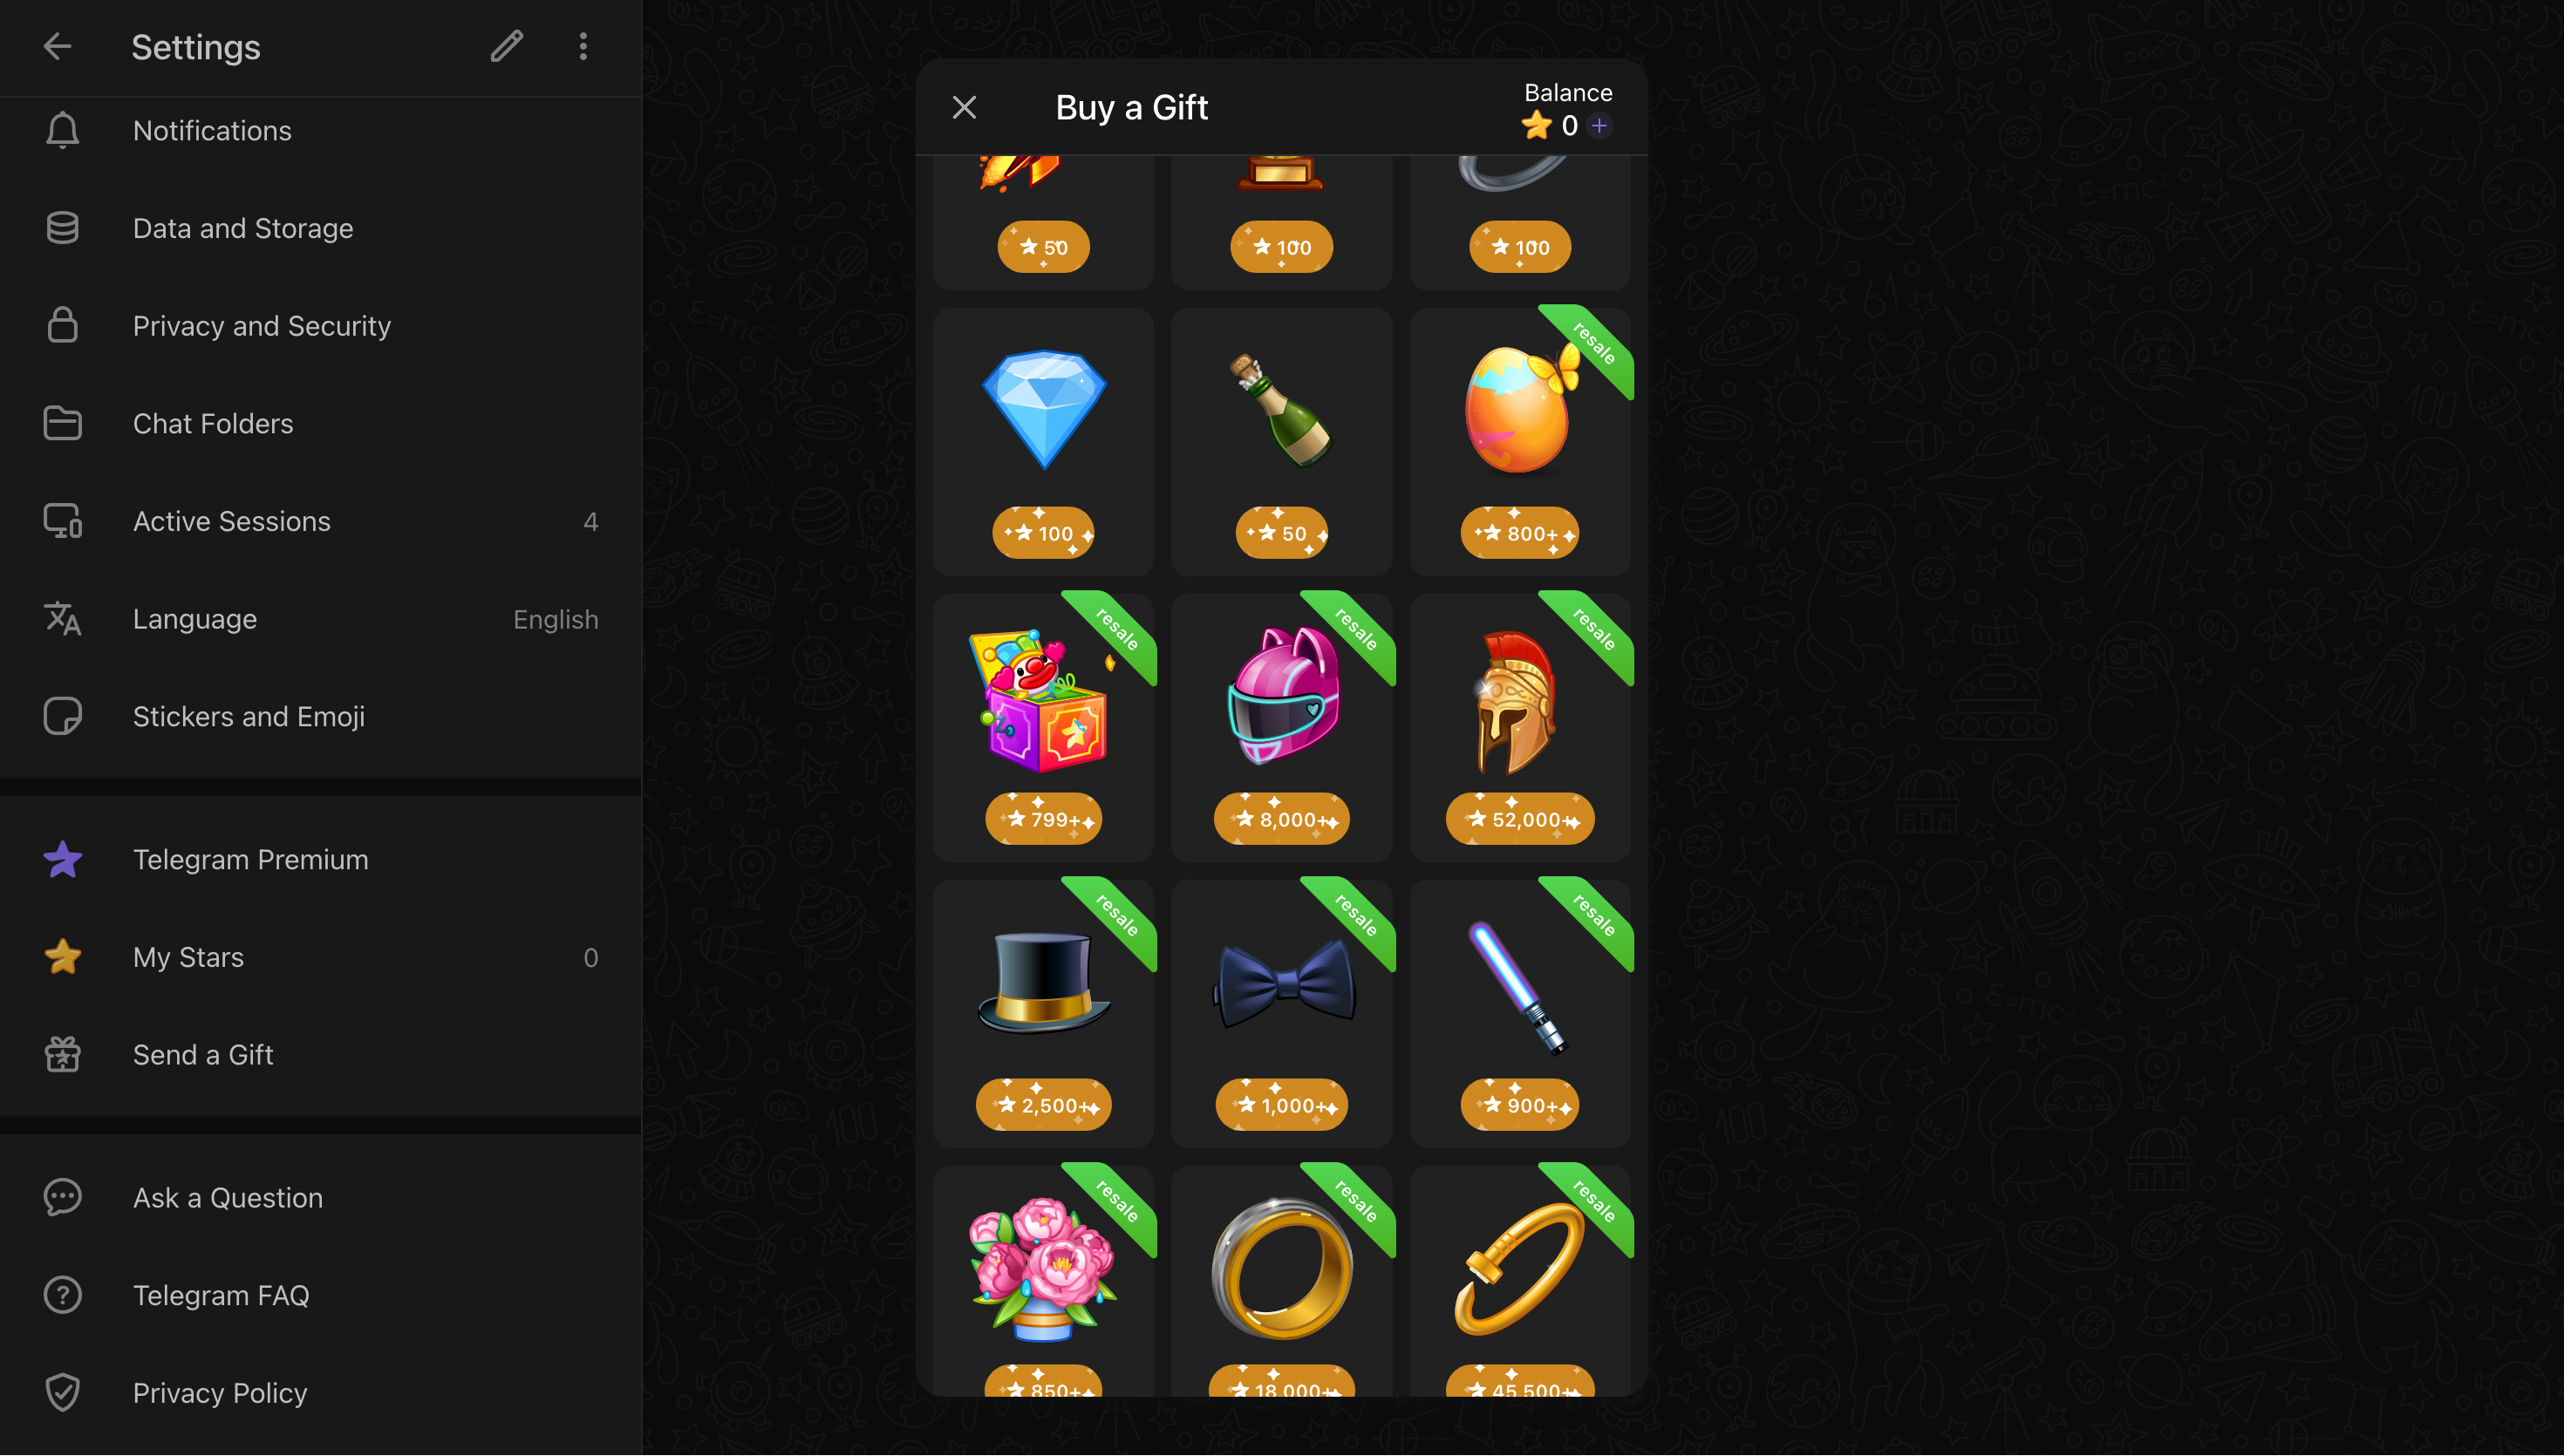 Settings
Notifications
Data and Storage
Privacy and Security
Chat Folders
Active Sessions 4
Language English
Stickers and Emoji
Telegram Premium
My Stars 0
Send a Gift
Ask a Question
Telegram FAQ
Privacy Policy
Buy a Gift
Balance
0 +
50
100
100
100
50
resale
800+
resale
799+
resale
8,000+
resale
52,000+
resale
2,500+
resale
1,000+
resale
900+
resale
850+
resale
18,000+
resale
45,500+